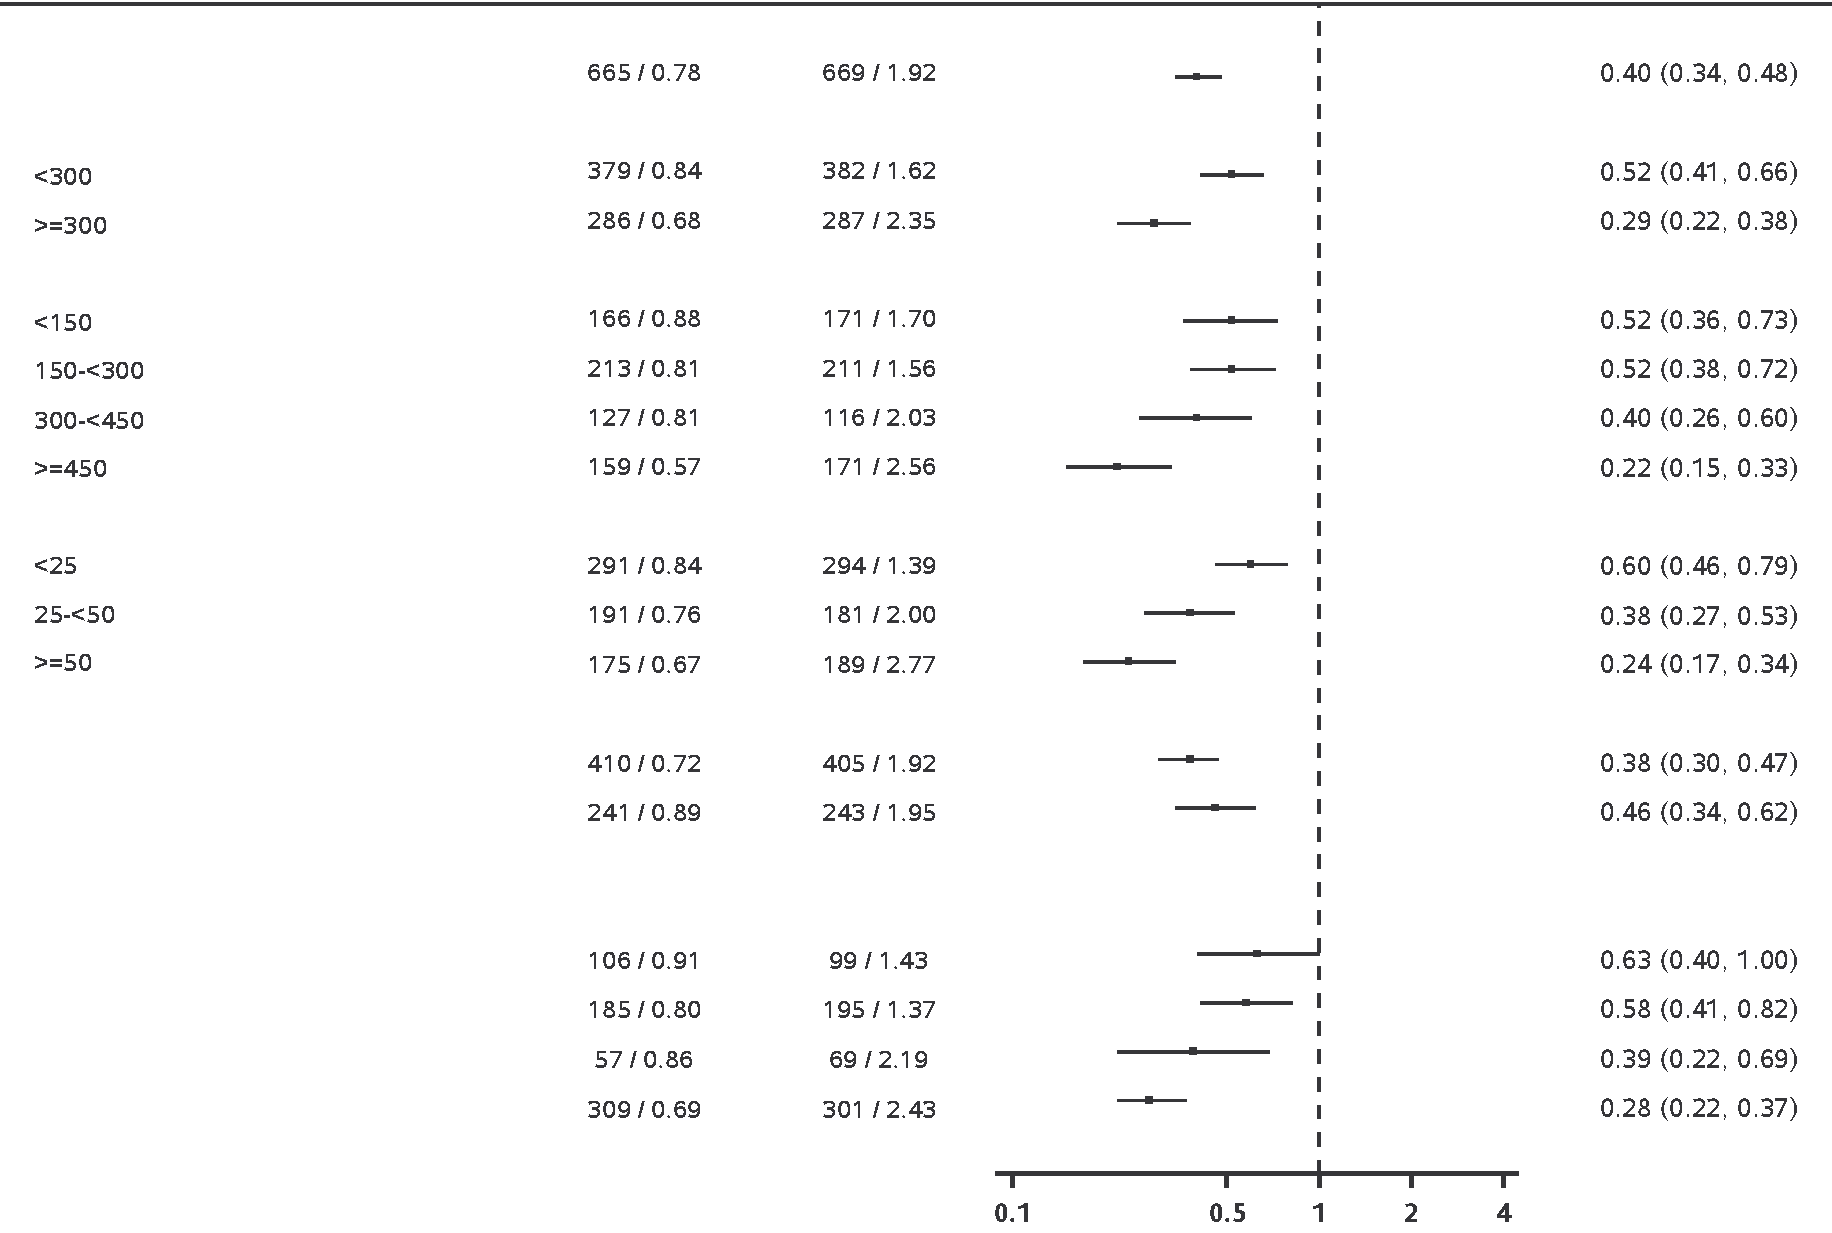 665 / 0.78 669 / 1.92 0.40 (0.34, 0.48)
<300 379 / 0.84 382 / 1.62 0.52 (0.41, 0.66)
>=300 286 / 0.68 287 / 2.35 0.29 (0.22, 0.38)
<150 166 / 0.88 171 / 1.70 0.52 (0.36, 0.73)
150-<300 213 / 0.81 211 / 1.56 0.52 (0.38, 0.72)
300-<450 127 / 0.81 116 / 2.03 0.40 (0.26, 0.60)
>=450 159 / 0.57 171 / 2.56 0.22 (0.15, 0.33)
<25 291 / 0.84 294 / 1.39 0.60 (0.46, 0.79)
25-<50 191 / 0.76 181 / 2.00 0.38 (0.27, 0.53)
>=50 175 / 0.67 189 / 2.77 0.24 (0.17, 0.34)
410 / 0.72 405 / 1.92 0.38 (0.30, 0.47)
241 / 0.89 243 / 1.95 0.46 (0.34, 0.62)
106 / 0.91 99 / 1.43 0.63 (0.40, 1.00)
185 / 0.80 195 / 1.37 0.58 (0.41, 0.82)
57 / 0.86 69 / 2.19 0.39 (0.22, 0.69)
309 / 0.69 301 / 2.43 0.28 (0.22, 0.37)
0.1 0.5 1 2 4